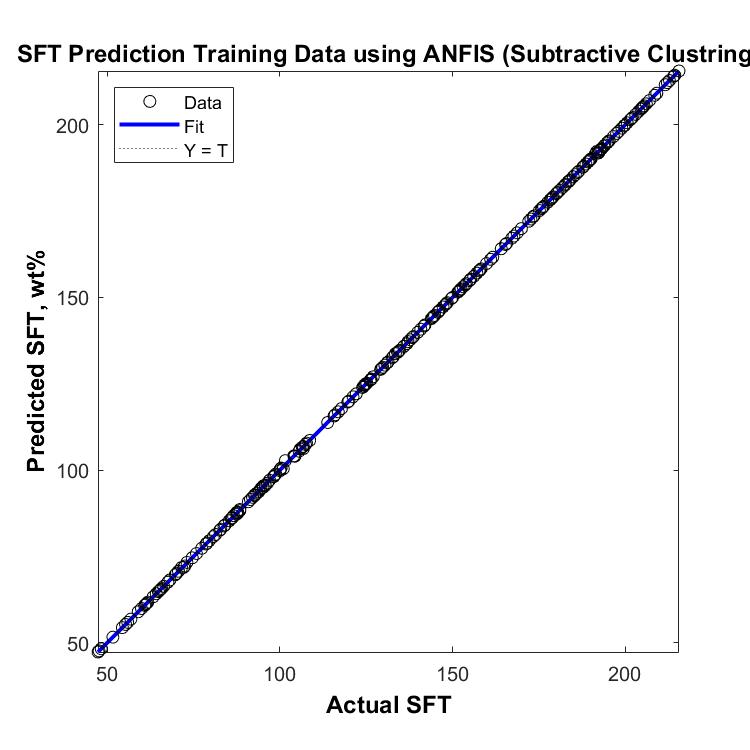 SFT Prediction Training Data using ANFIS (Subtractive Clustring
Data
Fit
Y = T
200
150
100
50
Predicted SFT, wt%
50 100 150 200
Actual SFT